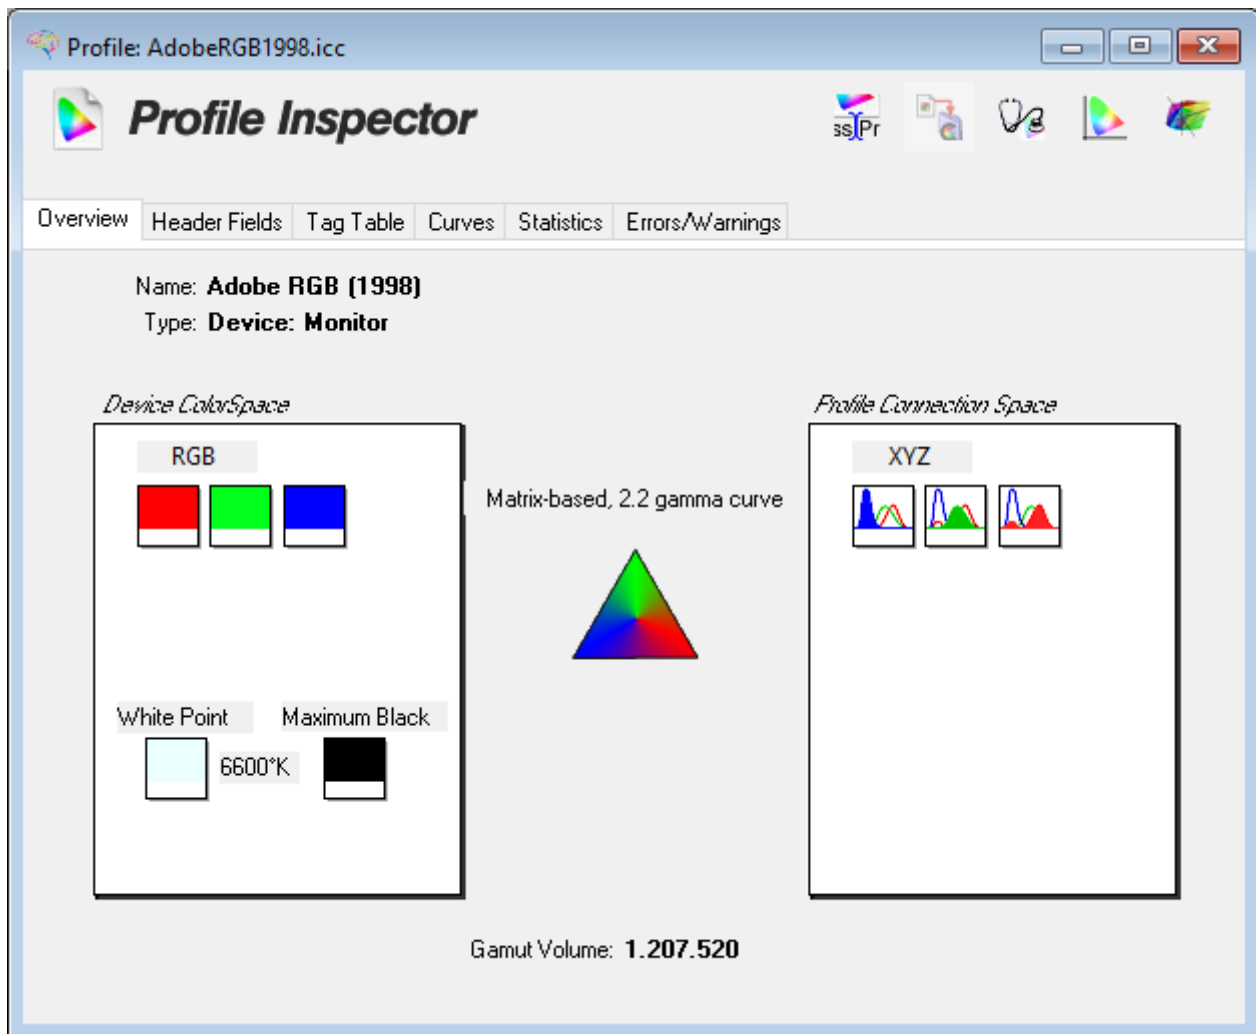 Profile: AdobeRGB1998.icc
Profile Inspector
ss Pr
Overview Header Fields Tag Table Curves Statistics Errors/Warnings
Name: Adobe RGB (1998)
Type: Device: Monitor
Device ColorSpace Profile Connection Space
RGB XYZ
Matrix-based, 2.2 gamma curve
White Point Maximum Black
6600°K
Gamut Volume: 1.207.520